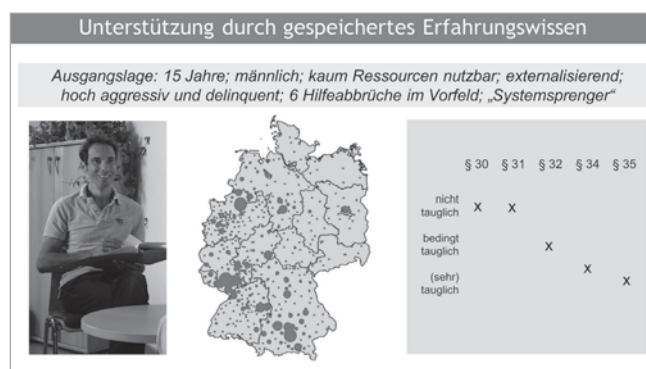 Unterstützung durch gespeichertes Erfahrungswissen
Ausgangslage: 15 Jahre; männlich; kaum Ressourcen nutzbar; externalisierend;
hoch aggressiv und delinquent; 6 Hilfeabbrüche im Vorfeld; „Systemsprenger“
§ 30 § 31 § 32 § 34 § 35
nicht
tauglich
x x
bedingt
tauglich
x
x
(sehr)
tauglich
x